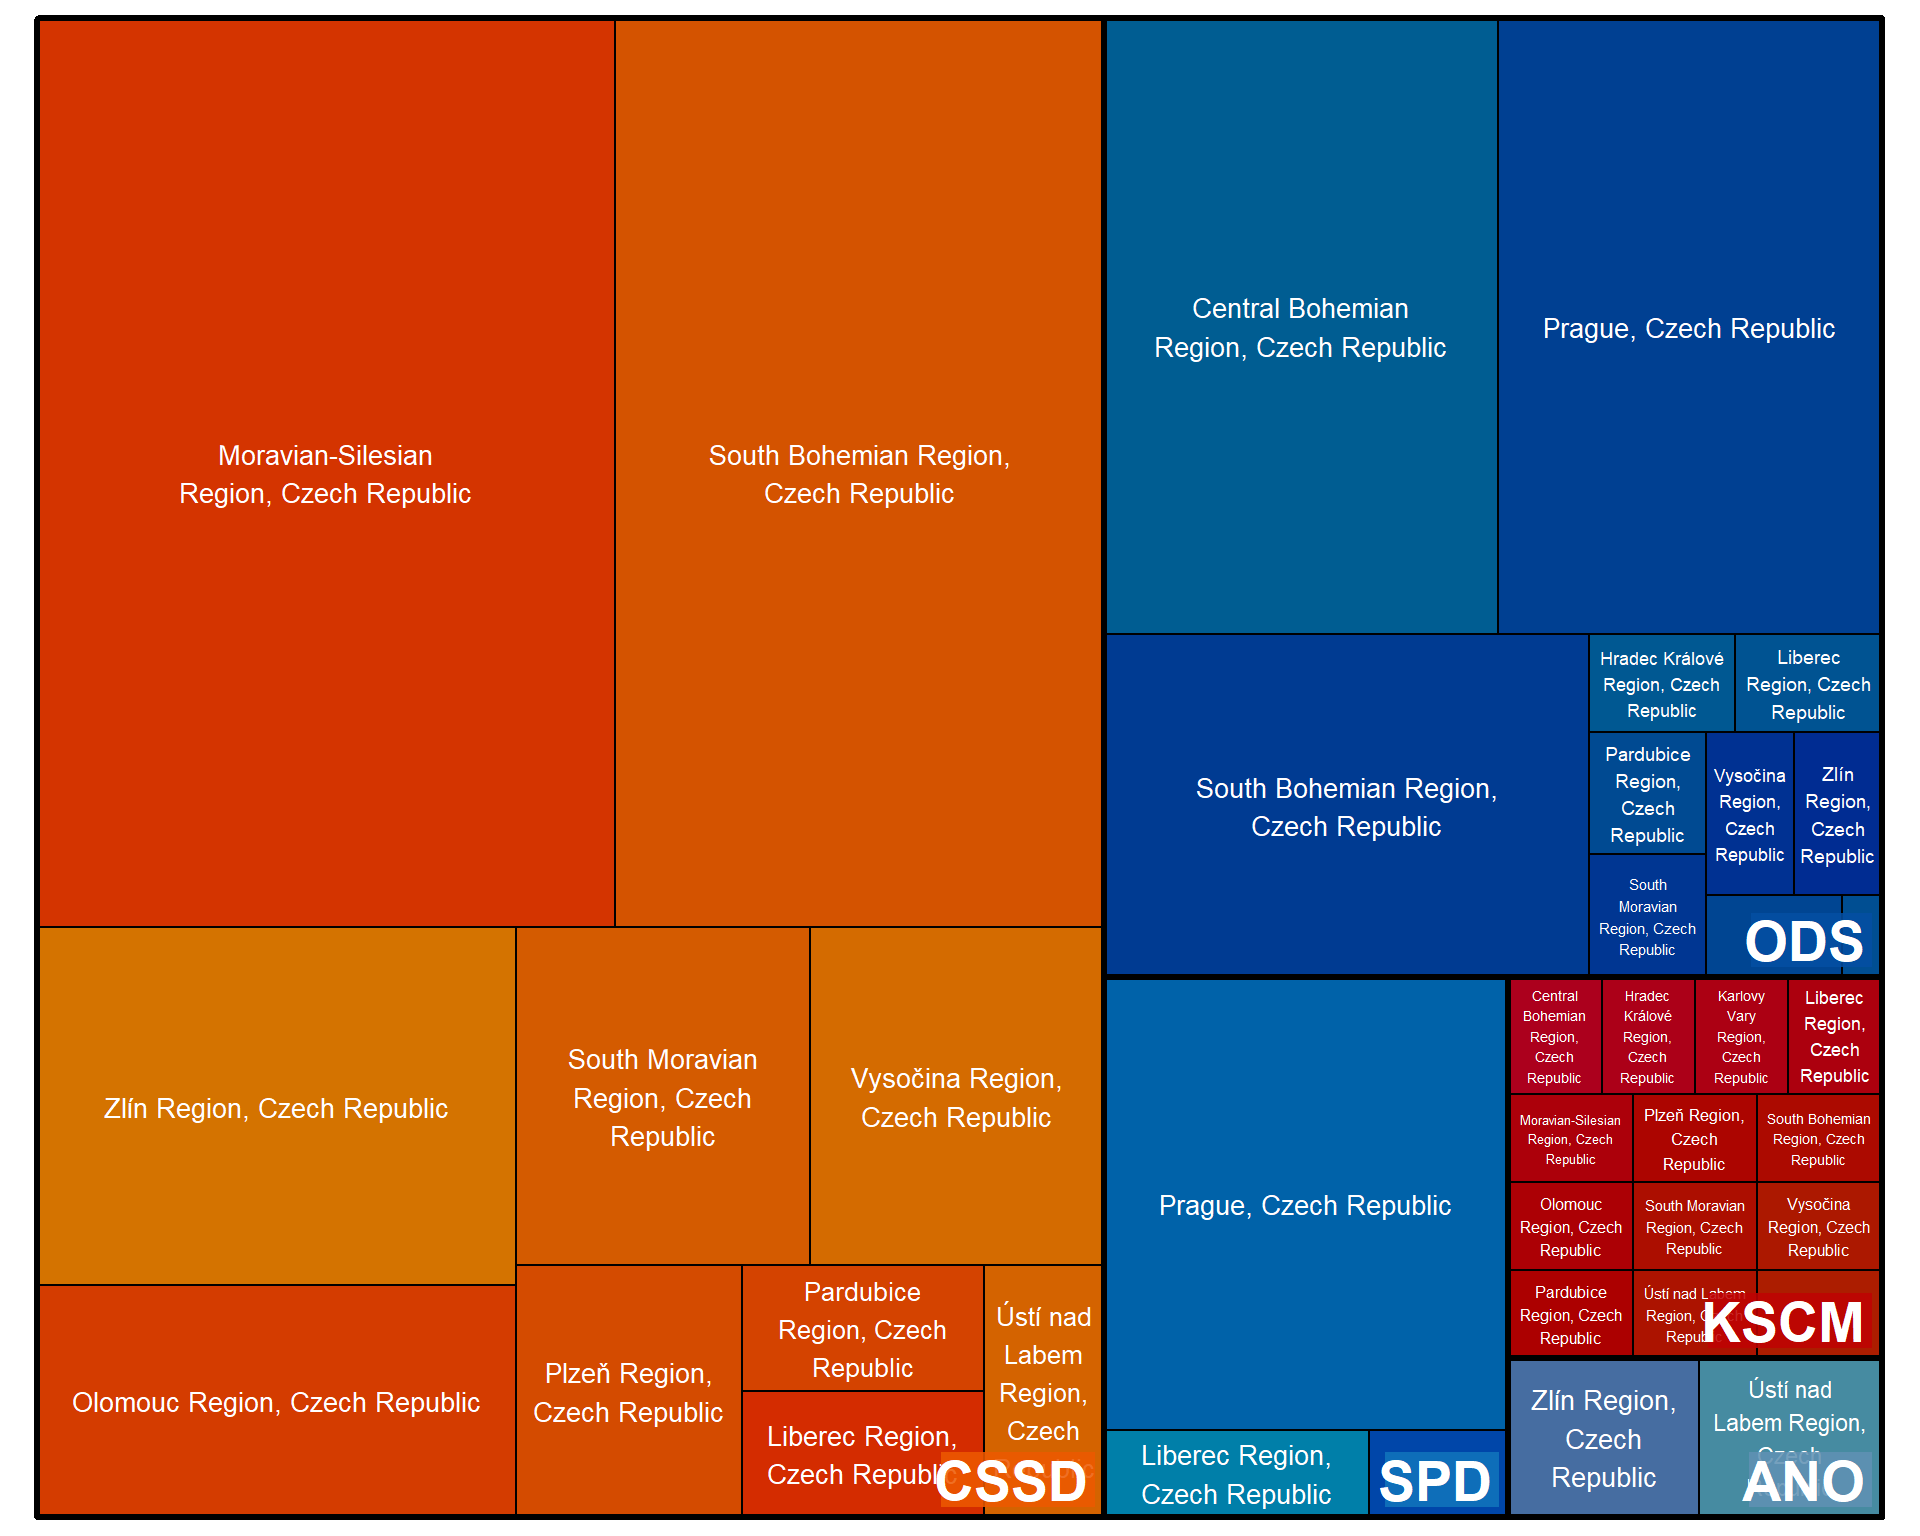 Moravian-Silesian
Region, Czech Republic
South Bohemian Region,
Czech Republic
Zlín Region, Czech Republic
Olomouc Region, Czech Republic
South Moravian
Region, Czech
Republic
Vysočina Region,
Czech Republic
Plzeň Region,
Czech Republic
Pardubice
Region, Czech
Republic
Liberec Region,
Czech Republic
Ústí nad
Labem
Region,
Czech
Republic
CSSD
Central Bohemian
Region, Czech Republic
Prague, Czech Republic
South Bohemian Region,
Czech Republic
Hradec Králové
Region, Czech
Republic
Liberec
Region, Czech
Republic
Pardubice
Region,
Czech
Republic
Vysočina
Region,
Czech
Republic
Zlín
Region,
Czech
Republic
South
Moravian
Region, Czech
Republic
ODS
Prague, Czech Republic
Liberec Region,
Czech Republic
SPD
Central
Bohemian
Region,
Czech
Republic
Hradec
Králové
Region,
Czech
Republic
Karlovy
Vary
Region,
Czech
Republic
Liberec
Region,
Czech
Republic
Moravian-Silesian
Region, Czech
Republic
Plzeň Region,
Czech
Republic
South Bohemian
Region, Czech
Republic
Olomouc
Region, Czech
Republic
South Moravian
Region, Czech
Republic
Vysočina
Region, Czech
Republic
Pardubice
Region, Czech
Republic
Ústí nad Labem
Region, Czech
Republic
KSCM
Zlín Region,
Czech
Republic
Ústí nad
Labem Region,
Czech
ANO